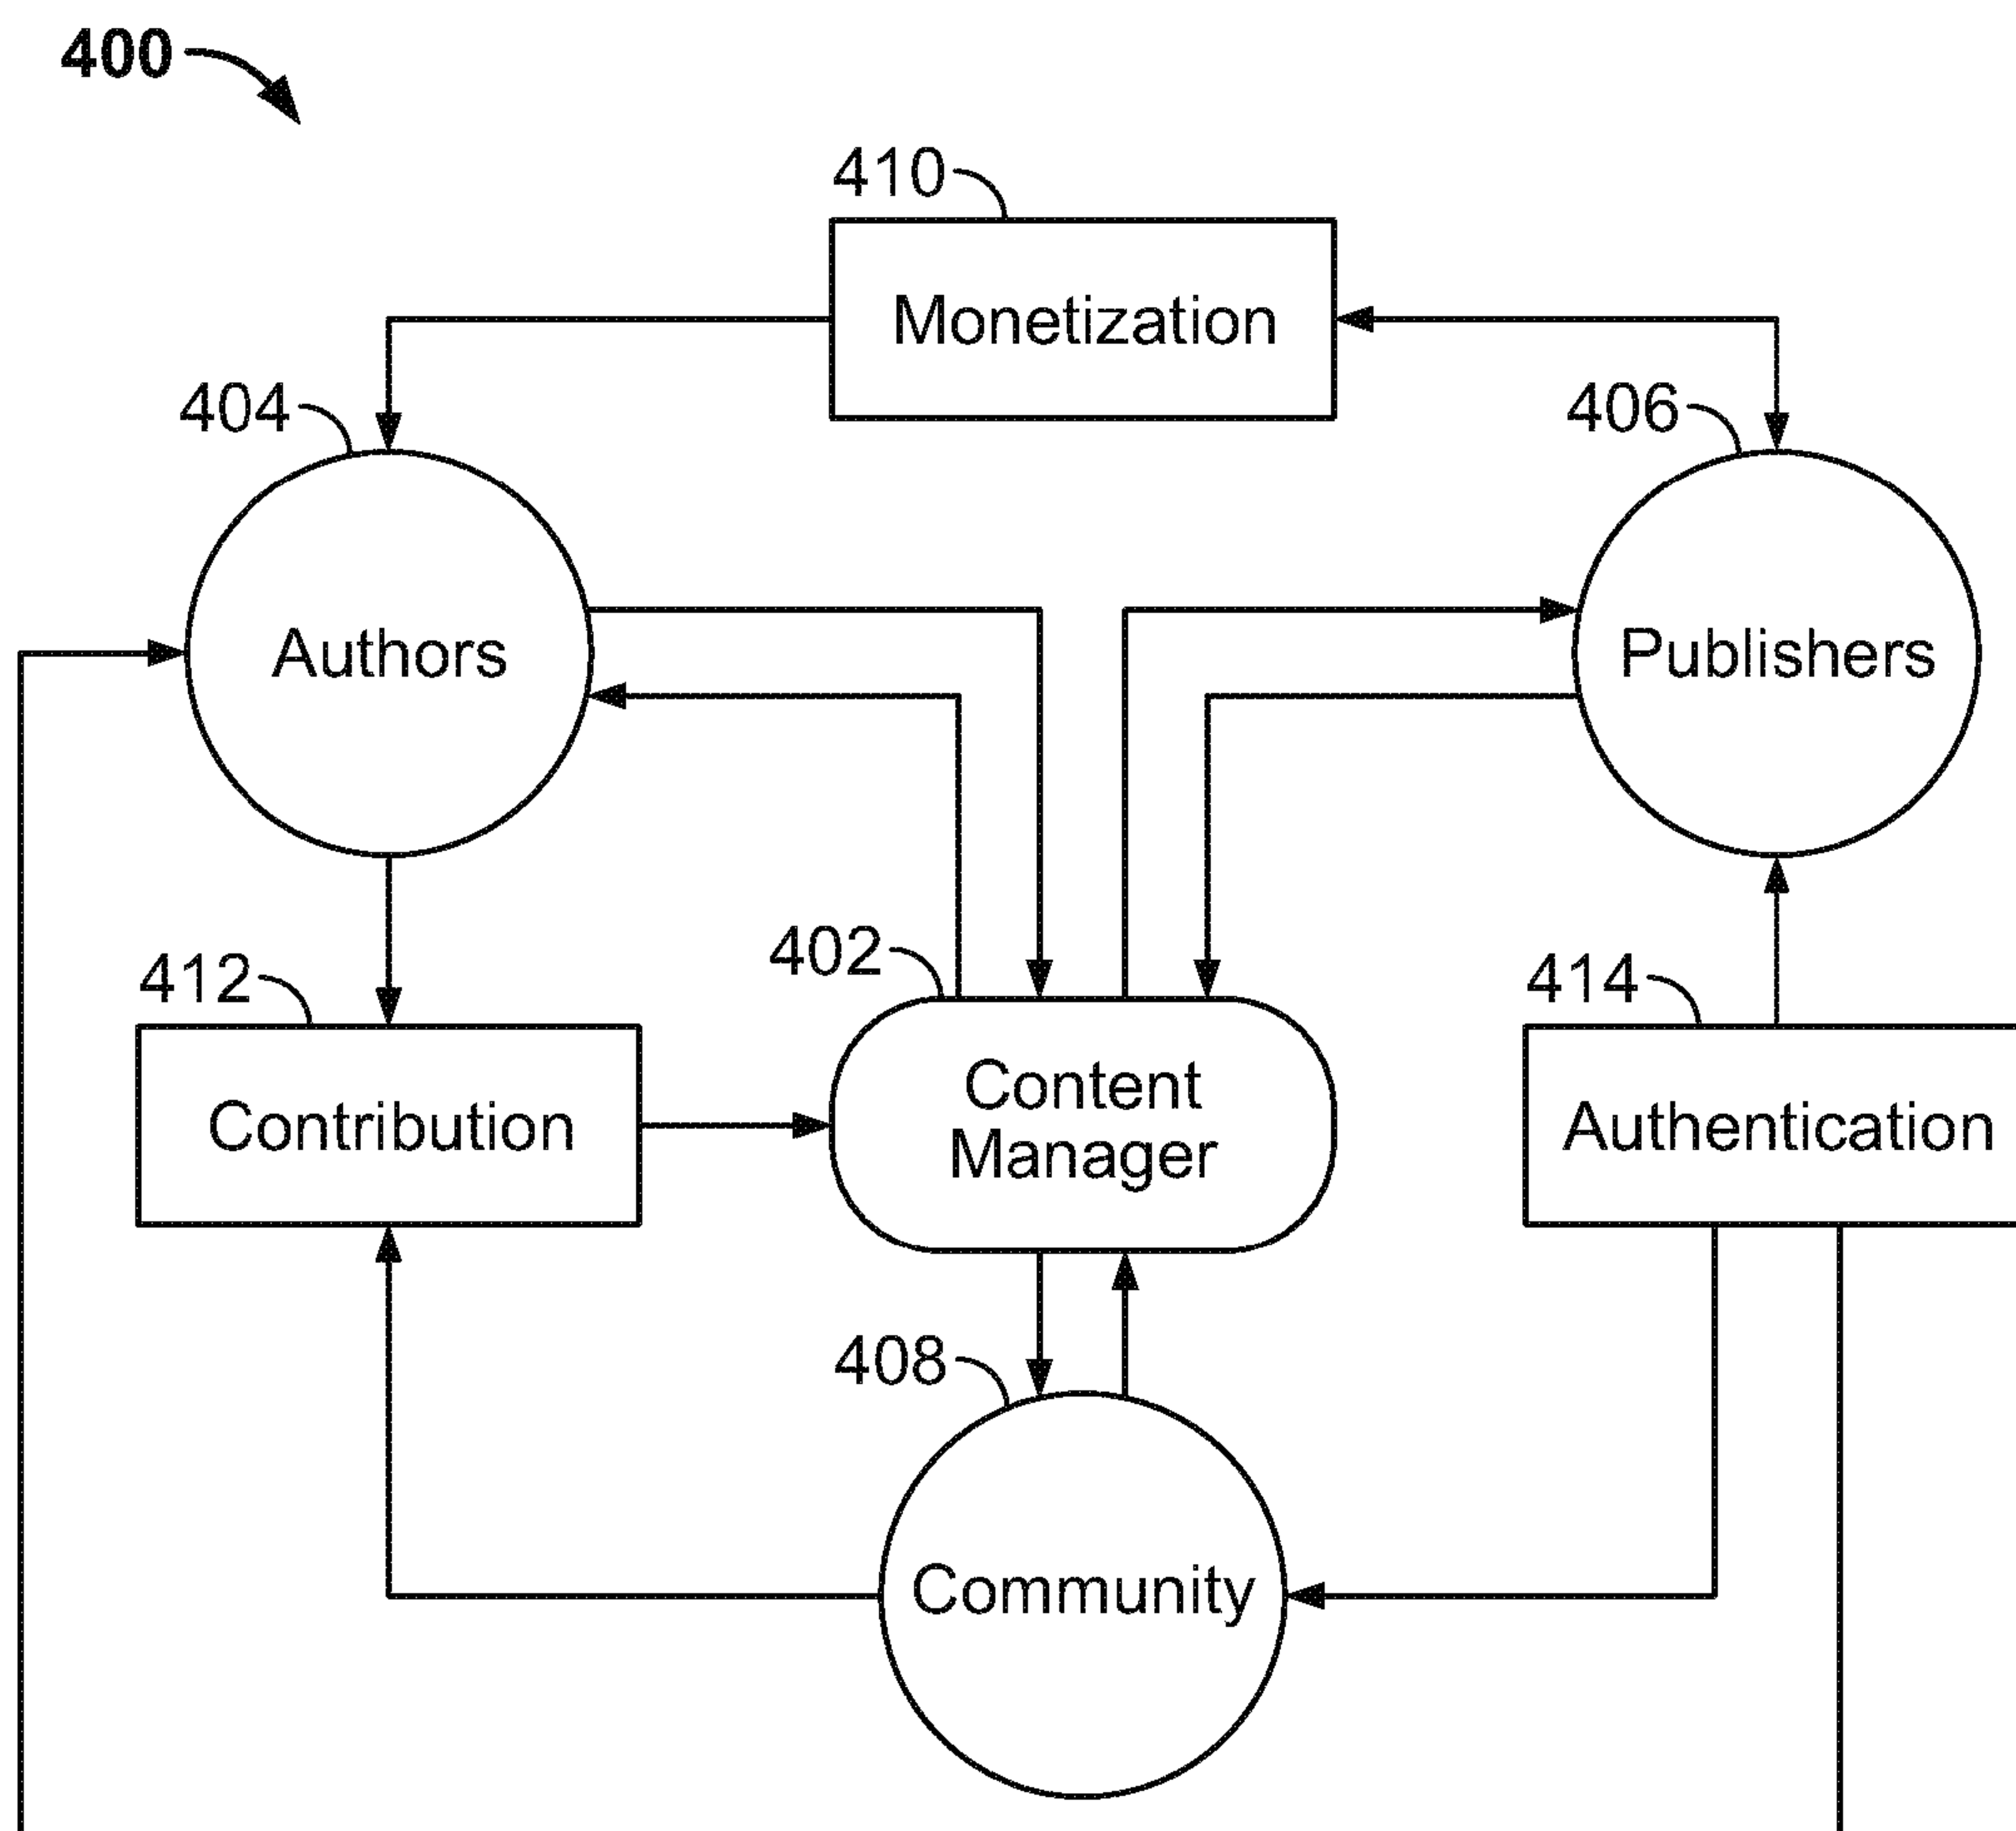 400
410
Monetization
404
406
Authors
Publishers
402
412
414
Content
Manager
Contribution
Authentication
408
Community